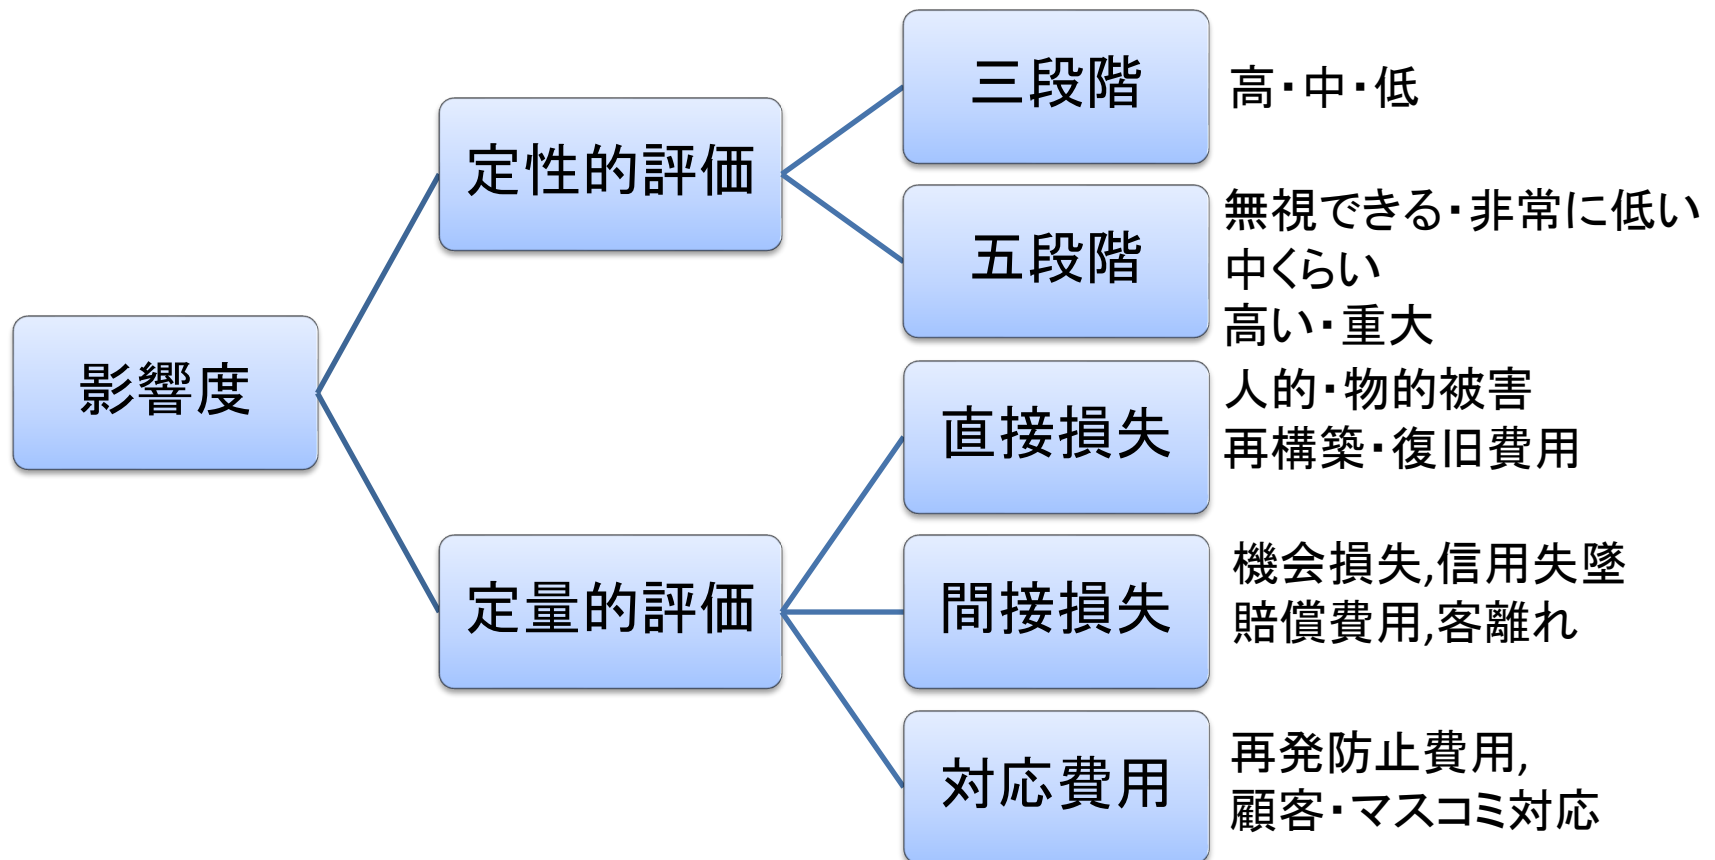 影響度
定性的評価
三段階
高・中・低
五段階
無視できる・非常に低い
中くらい
高い・重大
定量的評価
直接損失
人的・物的被害
再構築・復旧費用
間接損失
機会損失,信用失墜
賠償費用,客離れ
対応費用
再発防止費用,
顧客・マスコミ対応